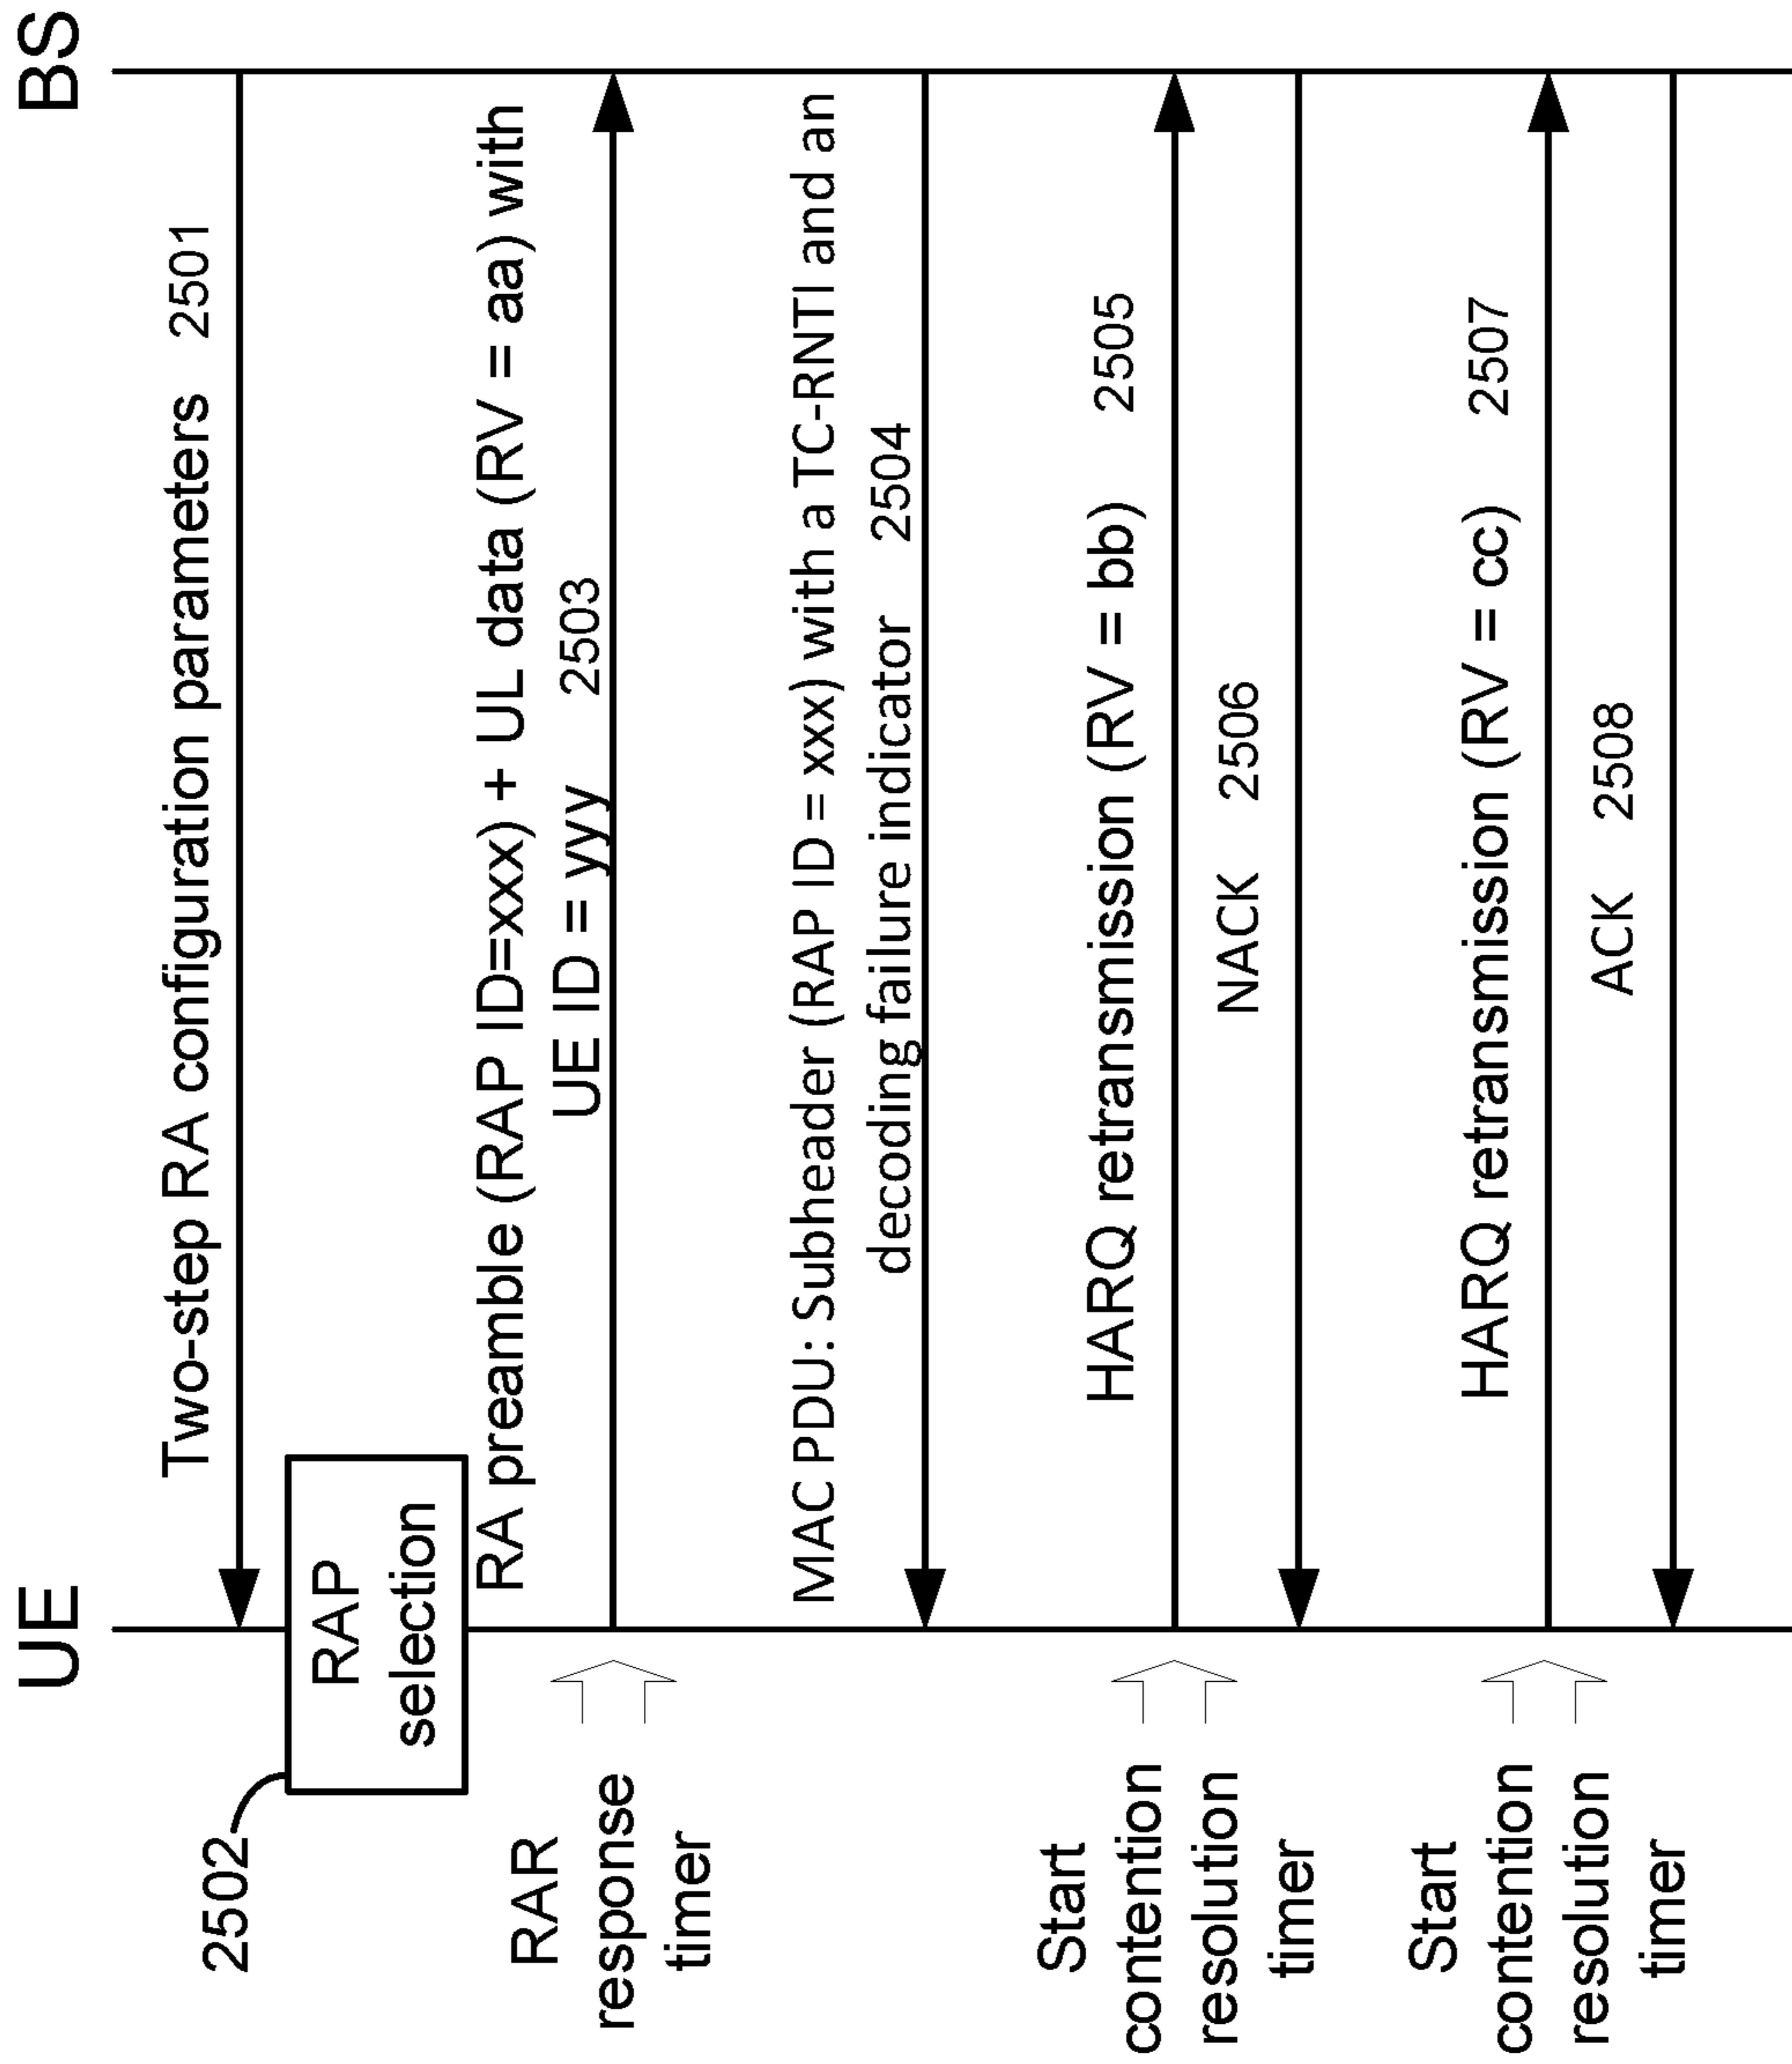 UE
BS
Two-step RA configuration parameters 2501
2502
RAP
selection
RA preamble (RAP ID=xxx) + UL data (RV = aa) with
UE ID = yyy 2503
RAR
response
timer
MAC PDU: Subheader (RAP ID = xxx) with a TC-RNTI and an
decoding failure indicator 2504
HARQ retransmission (RV = bb) 2505
Start
contention
resolution
timer
NACK 2506
HARQ retransmission (RV = cc) 2507
Start
contention
resolution
timer
ACK 2508